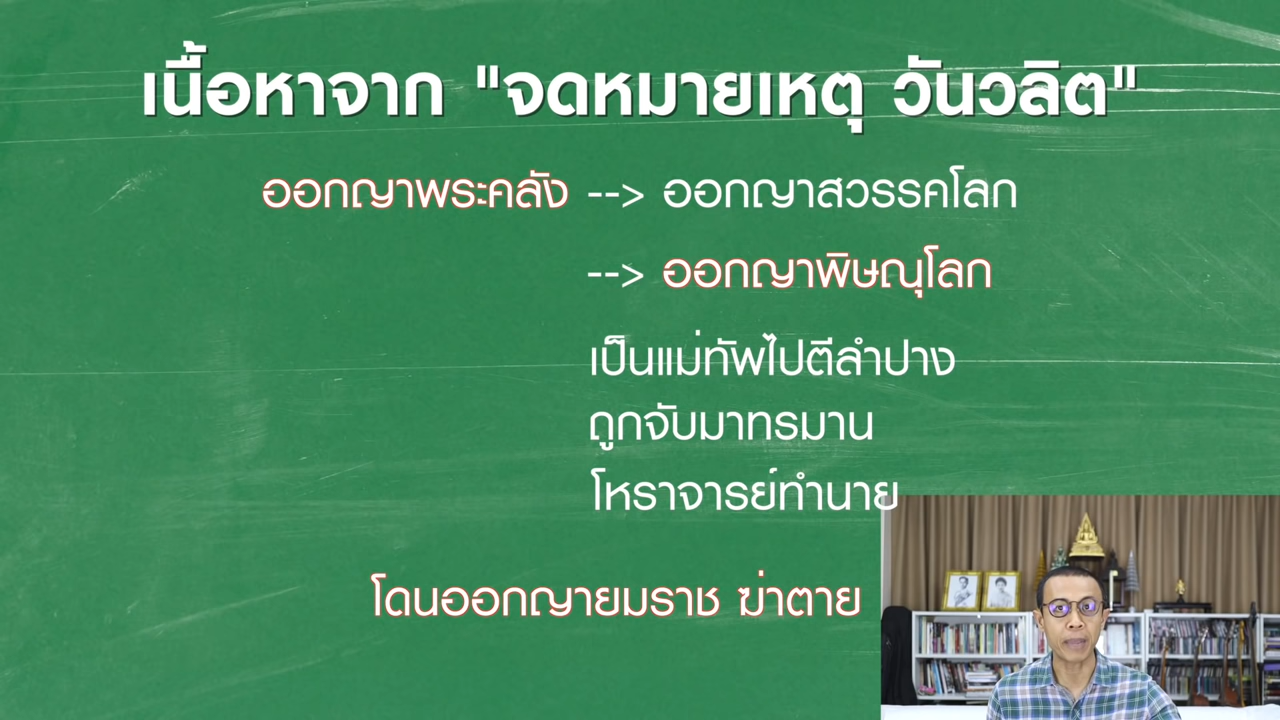 เนื้อหาจาก "จดหมายเหตุ วันวลิต"
ออกญาพระคลัง --> ออกญาสวรรคโลก
--> ออกญาพิษณุโลก
เป็นแม่ทัพไปตีลำปาง
ถูกจับมาทรมาน
โหราจารย์ทำนาย
โดนออกญายมราช ฆ่าตาย